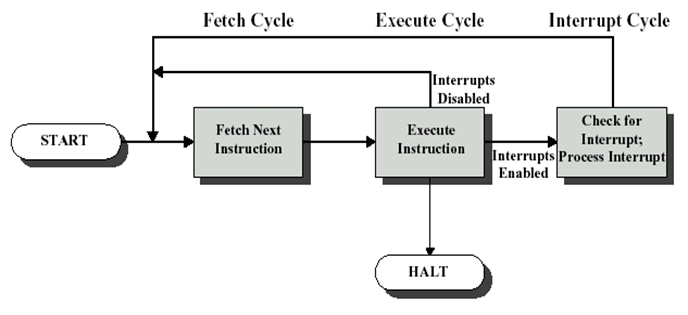 Fetch Cycle
Execute Cycle
Interrupt Cycle
Interrupts
Disabled
START
Fetch Next
Instruction
Execute
Instruction
Interrupts
Enabled
Check for
Interrupt;
Process Interrupt
HALT